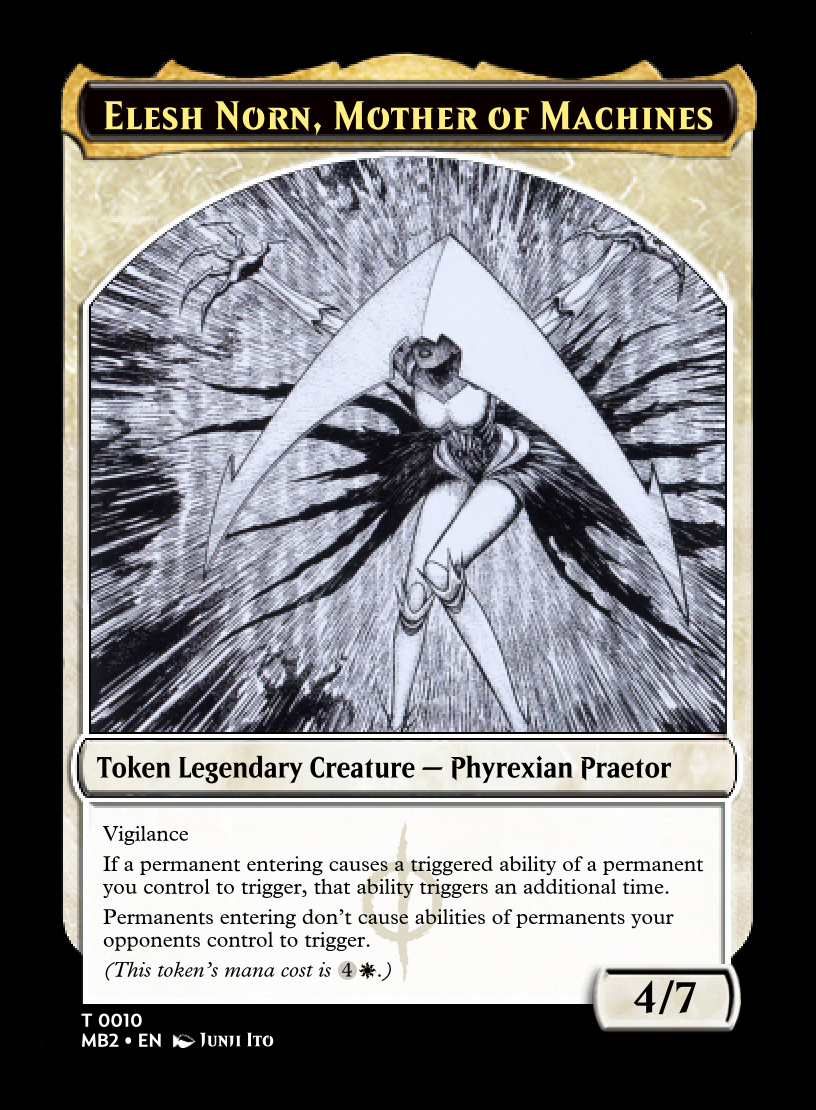 Elesh Norn, Mother of Machines
Token Legendary Creature — Phyrexian Praetor
Vigilance
If a permanent entering causes a triggered ability of a permanent
you control to trigger, that ability triggers an additional time.
Permanents entering don't cause abilities of permanents your
opponents control to trigger.
(This token's mana cost is 4.)
4/7
T 0010
MB2 • EN Junji Ito